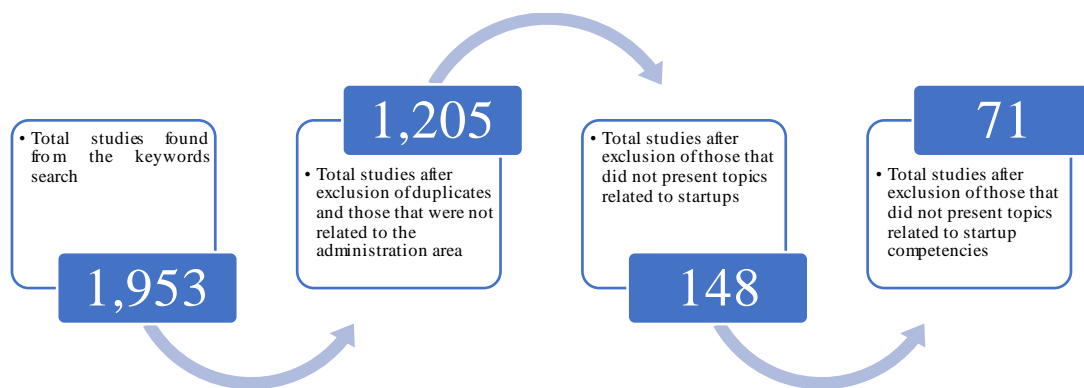 • Total studies found
from the keywords
search
1,953
1,205
• Total studies after
exclusion of duplicates
and those that were not
related to the
administration area
• Total studies after
exclusion of those that
did not present topics
related to startups
148
71
• Total studies after
exclusion of those that
did not present topics
related to startup
competencies